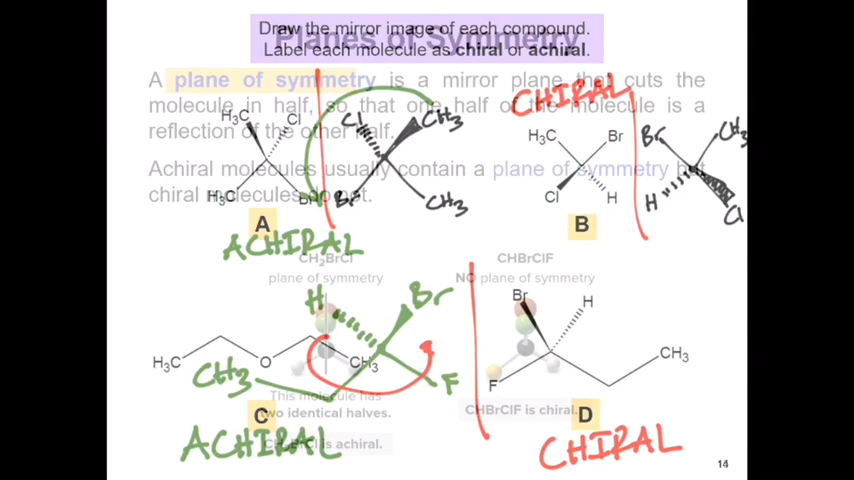 Draw the mirror image of each compound.
Planes of Symmetry
Label each molecule as chiral or achiral.
A plane of symmetry is a mirror plane that cuts the
molecule in half, so that one half of the molecule is a
reflection of the other half.
Achiral molecules usually contain a plane of symmetry but
chiral molecules do not.
CHIRAL
H₃C Cl Cl CH₃
H₃C Br Br CH₃
H₃C Br Br CH₃
Cl H H Cl
A
B
ACHIRAL
CH₂BrCl
plane of symmetry
CHBrClF
NO plane of symmetry
H Br
Br H
H₃C O CH₃
CH₃ F
F CH₃
This molecule has
two identical halves.
CHBrClF is chiral.
C
D
CH₂BrCl is achiral.
ACHIRAL
CHIRAL
14